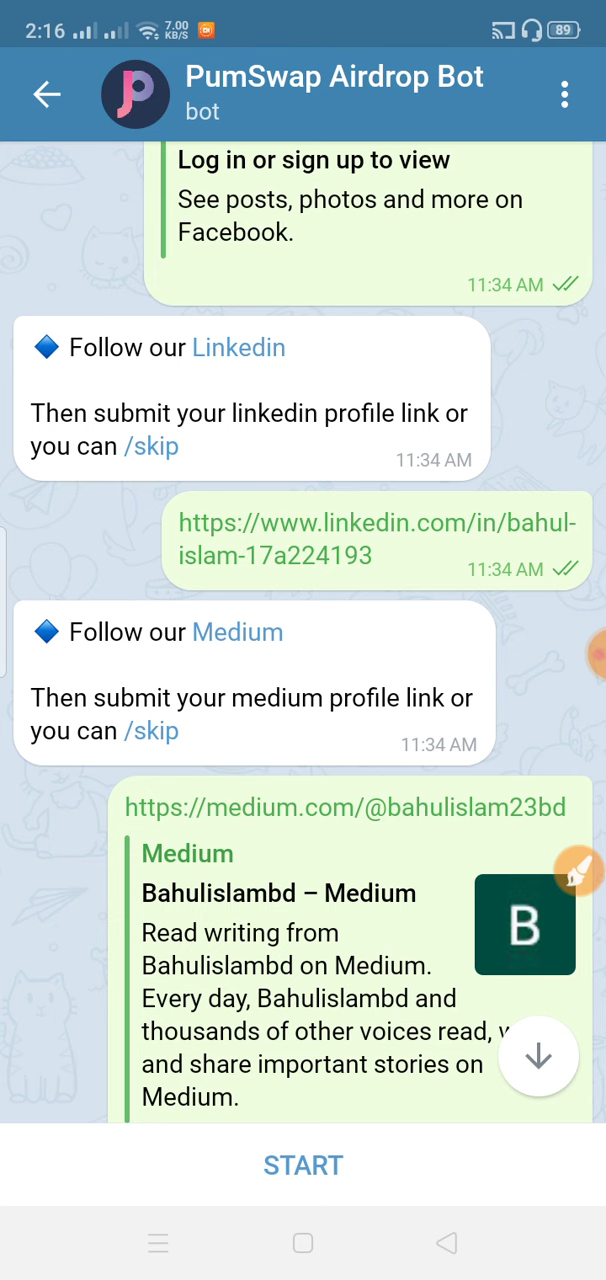 2:16
7.00
KB/S
89
PumSwap Airdrop Bot
bot
Log in or sign up to view
See posts, photos and more on
Facebook.
11:34 AM
Follow our Linkedin
Then submit your linkedin profile link or
you can /skip
11:34 AM
https://www.linkedin.com/in/bahul-
islam-17a224193
11:34 AM
Follow our Medium
Then submit your medium profile link or
you can /skip
11:34 AM
https://medium.com/@bahulislam23bd
Medium
Bahulislambd – Medium
B
Read writing from
Bahulislambd on Medium.
Every day, Bahulislambd and
thousands of other voices read,
and share important stories on
Medium.
START